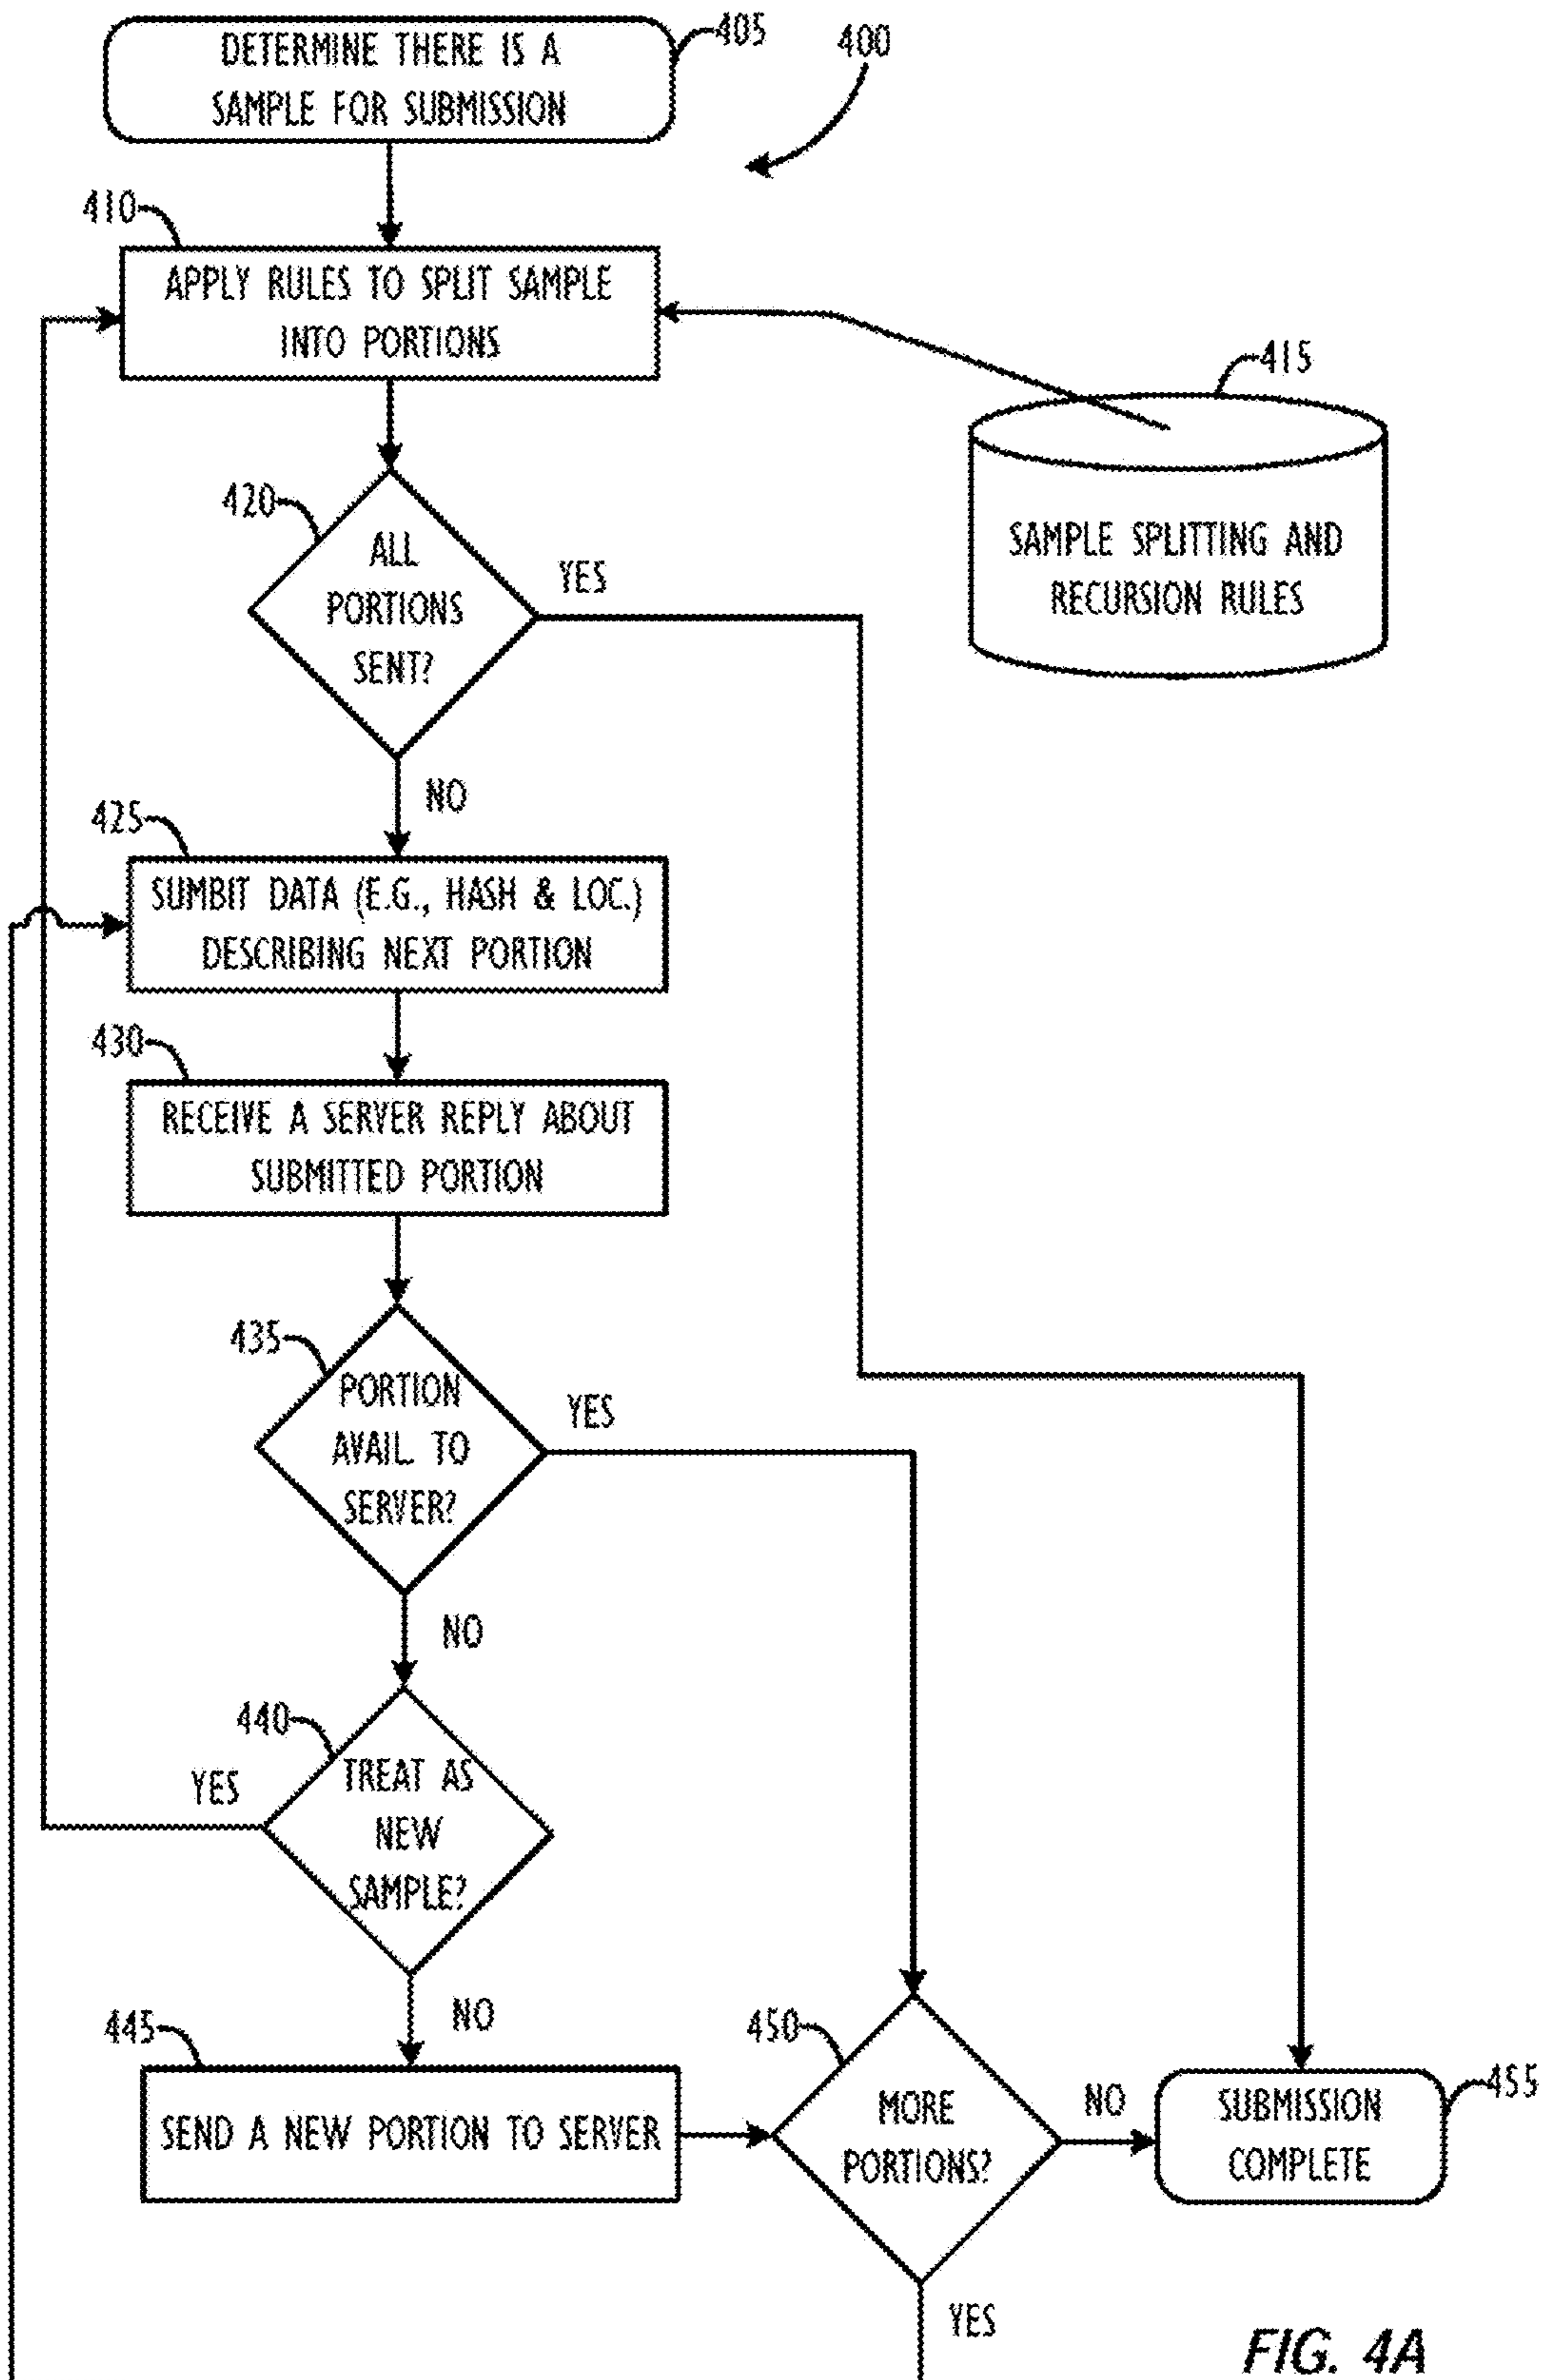 DETERMINE THERE IS A
SAMPLE FOR SUBMISSION
405
400
410
APPLY RULES TO SPLIT SAMPLE
INTO PORTIONS
415
SAMPLE SPLITTING AND
RECURSION RULES
420
ALL
PORTIONS
SENT?
YES
NO
425
SUMBIT DATA (E.G., HASH & LOC.)
DESCRIBING NEXT PORTION
430
RECEIVE A SERVER REPLY ABOUT
SUBMITTED PORTION
435
PORTION
AVAIL. TO
SERVER?
YES
NO
440
TREAT AS
NEW
SAMPLE?
YES
NO
445
SEND A NEW PORTION TO SERVER
450
MORE
PORTIONS?
NO
YES
455
SUBMISSION
COMPLETE
FIG. 4A